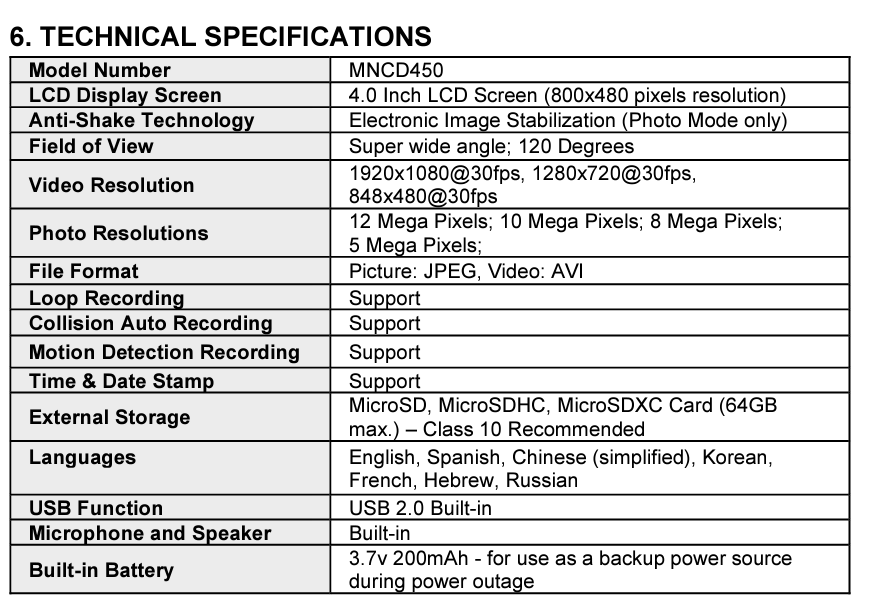 6. TECHNICAL SPECIFICATIONS
Model Number MNCD450
LCD Display Screen 4.0 Inch LCD Screen (800x480 pixels resolution)
Anti-Shake Technology Electronic Image Stabilization (Photo Mode only)
Field of View Super wide angle; 120 Degrees
Video Resolution 1920x1080@30fps, 1280x720@30fps,
848x480@30fps
Photo Resolutions 12 Mega Pixels; 10 Mega Pixels; 8 Mega Pixels;
5 Mega Pixels;
File Format Picture: JPEG, Video: AVI
Loop Recording Support
Collision Auto Recording Support
Motion Detection Recording Support
Time & Date Stamp Support
External Storage MicroSD, MicroSDHC, MicroSDXC Card (64GB
max.) – Class 10 Recommended
Languages English, Spanish, Chinese (simplified), Korean,
French, Hebrew, Russian
USB Function USB 2.0 Built-in
Microphone and Speaker Built-in
Built-in Battery 3.7v 200mAh - for use as a backup power source
during power outage